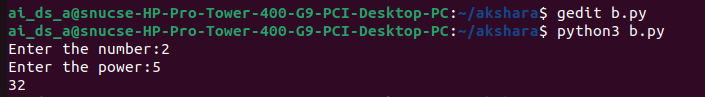 ai_ds_a@snucse-HP-Pro-Tower-400-G9-PCI-Desktop-PC:~/akshara$ gedit b.py
ai_ds_a@snucse-HP-Pro-Tower-400-G9-PCI-Desktop-PC:~/akshara$ python3 b.py
Enter the number:2
Enter the power:5
32